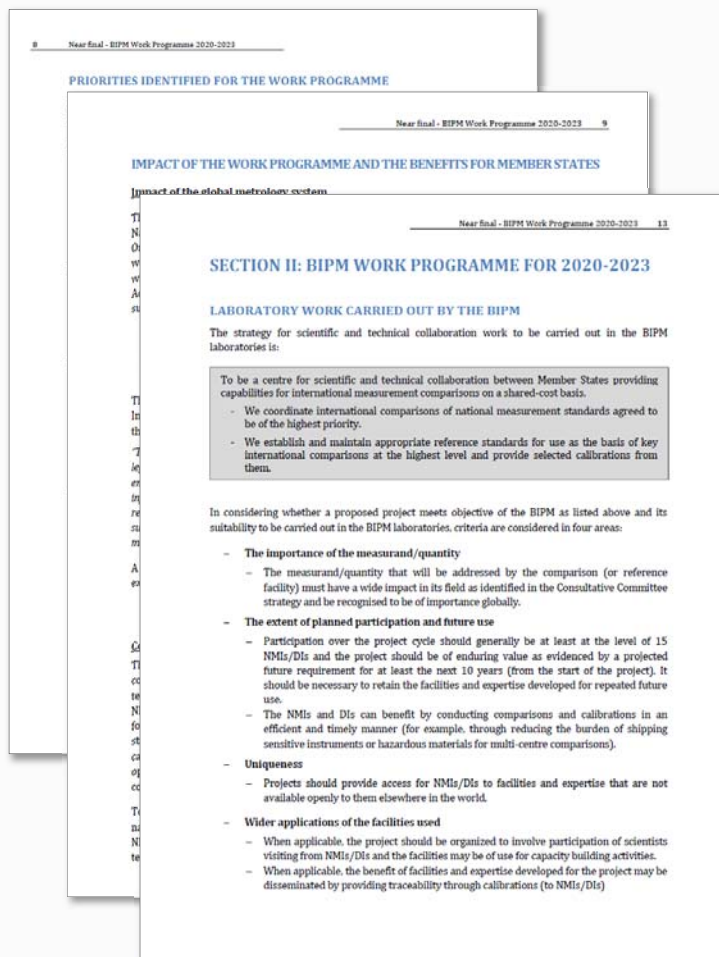 8 Near final - BIPM Work Programme 2020-2023
PRIORITIES IDENTIFIED FOR THE WORK PROGRAMME
Near final - BIPM Work Programme 2020-2023 9
IMPACT OF THE WORK PROGRAMME AND THE BENEFITS FOR MEMBER STATES
Impact of the global metrology system
Near final - BIPM Work Programme 2020-2023 13
SECTION II: BIPM WORK PROGRAMME FOR 2020-2023
LABORATORY WORK CARRIED OUT BY THE BIPM
The strategy for scientific and technical collaboration work to be carried out in the BIPM
laboratories is:
To be a centre for scientific and technical collaboration between Member States providing
capabilities for international measurement comparisons on a shared-cost basis.
- We coordinate international comparisons of national measurement standards agreed to
be of the highest priority.
- We establish and maintain appropriate reference standards for use as the basis of key
international comparisons at the highest level and provide selected calibrations from
them.
In considering whether a proposed project meets objective of the BIPM as listed above and its
suitability to be carried out in the BIPM laboratories, criteria are considered in four areas:
– The importance of the measurand/quantity
– The measurand/quantity that will be addressed by the comparison (or reference
facility) must have a wide impact in its field as identified in the Consultative Committee
strategy and be recognised to be of importance globally.
– The extent of planned participation and future use
– Participation over the project cycle should generally be at least at the level of 15
NMIs/DIs and the project should be of enduring value as evidenced by a projected
future requirement for at least the next 10 years (from the start of the project). It
should be necessary to retain the facilities and expertise developed for repeated future
use.
– The NMIs and DIs can benefit by conducting comparisons and calibrations in an
efficient and timely manner (for example, through reducing the burden of shipping
sensitive instruments or hazardous materials for multi-centre comparisons).
– Uniqueness
– Projects should provide access for NMIs/DIs to facilities and expertise that are not
available openly to them elsewhere in the world.
– Wider applications of the facilities used
– When applicable, the project should be organized to involve participation of scientists
visiting from NMIs/DIs and the facilities may be of use for capacity building activities.
– When applicable, the benefit of facilities and expertise developed for the project may be
disseminated by providing traceability through calibrations (to NMIs/DIs)